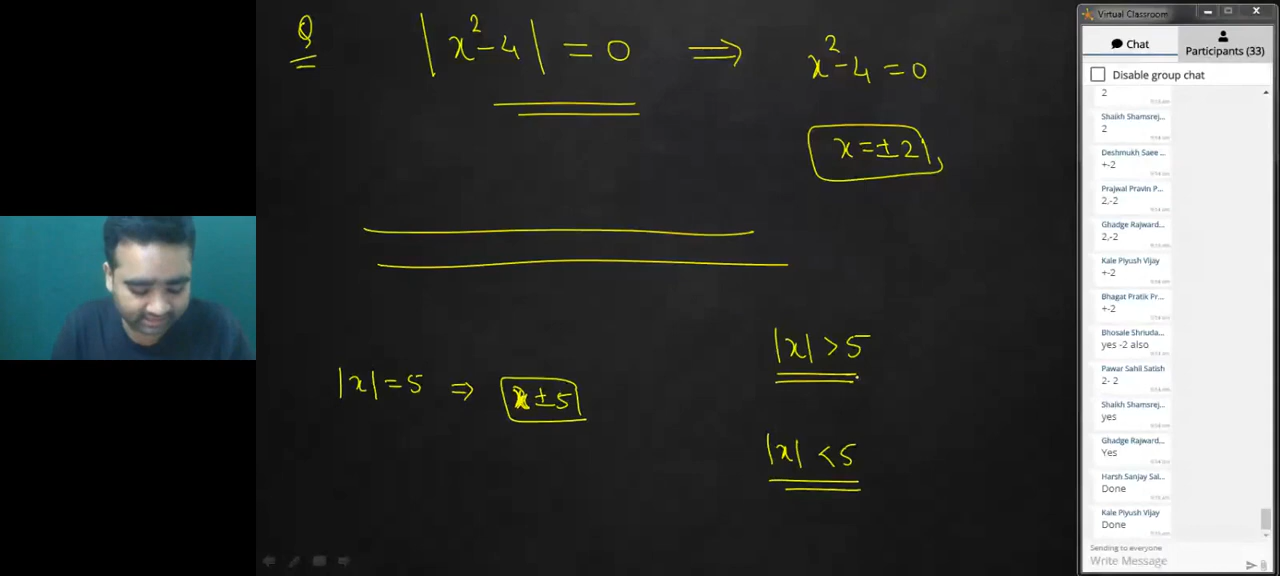 Q |x²-4| = 0 ⇒ x²-4 = 0
x = ±2
|x| > 5
|x| = 5 ⇒ x ± 5
|x| < 5
Virtual Classroom
Chat
Participants (33)
Disable group chat
2
Shaikh Shamsrej...
2
Deshmukh Saee ...
+-2
Prajwal Pravin P...
2,-2
Ghadge Rajward...
2,-2
Kale Piyush Vijay
+-2
Bhagat Pratik Pr...
+-2
Bhosale Shriuda...
yes -2 also
Pawar Sahil Satish
2- 2
Shaikh Shamsrej...
yes
Ghadge Rajward...
Yes
Harsh Sanjay Sal...
Done
Kale Piyush Vijay
Done
Sending to everyone
Write Message